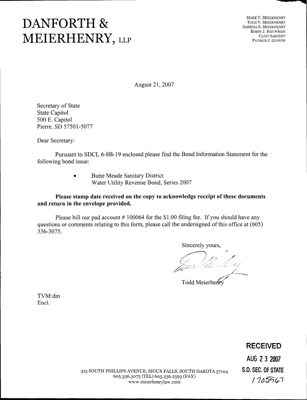 DANFORTH &
MEIERHENRY, LLP
MARK V. MEIERHENRY
TODD V. MEIERHENRY
SABRINA S. MEIERHENRY
ROBIN J. HOUWMAN
CLINT SARGENT
PATRICK J. GLOVER
August 21, 2007
Secretary of State
State Capitol
500 E. Capitol
Pierre, SD 57501-5077
Dear Secretary:
Pursuant to SDCL 6-8B-19 enclosed please find the Bond Information Statement for the
following bond issue:
• Butte Meade Sanitary District
Water Utility Revenue Bond, Series 2007
Please stamp date received on the copy to acknowledge receipt of these documents
and return in the envelope provided.
Please bill our pad account # 100064 for the $1.00 filing fee. If you should have any
questions or comments relating to this form, please call the undersigned of this office at (605)
336-3075.
Sincerely yours,
Todd Meierhenry
TVM:dm
Encl.
RECEIVED
AUG 23 2007
S.D. SEC. OF STATE
1705967
315 SOUTH PHILLIPS AVENUE, SIOUX FALLS, SOUTH DAKOTA 57104
605.336.3075 (TEL) 605.336.2593 (FAX)
www.meierhenrylaw.com